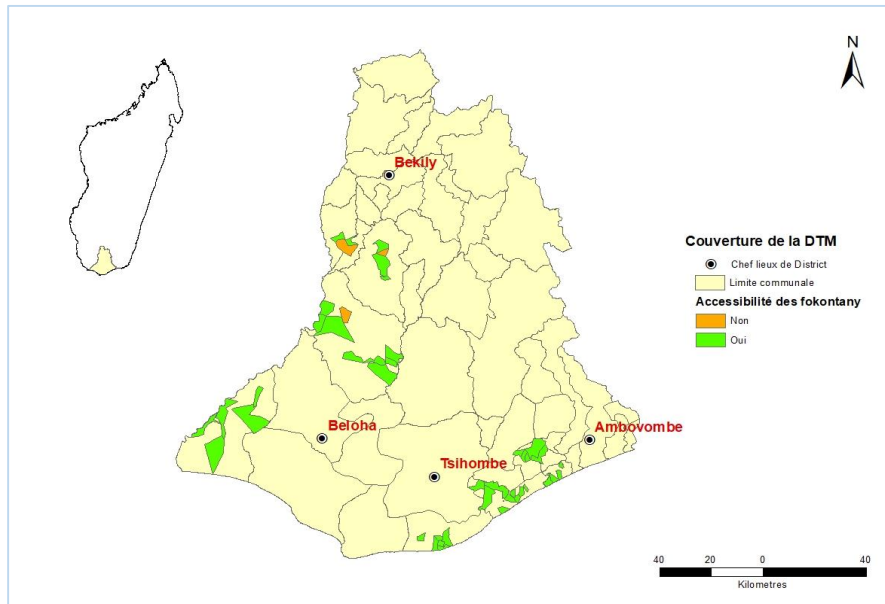 N
Bekily
Couverture de la DTM
Chef lieux de District
Limite communale
Accessibilité des fokontany
Non
Oui
Beloha
Ambovombe
Tsihombe
40 20 0 40
Kilometres